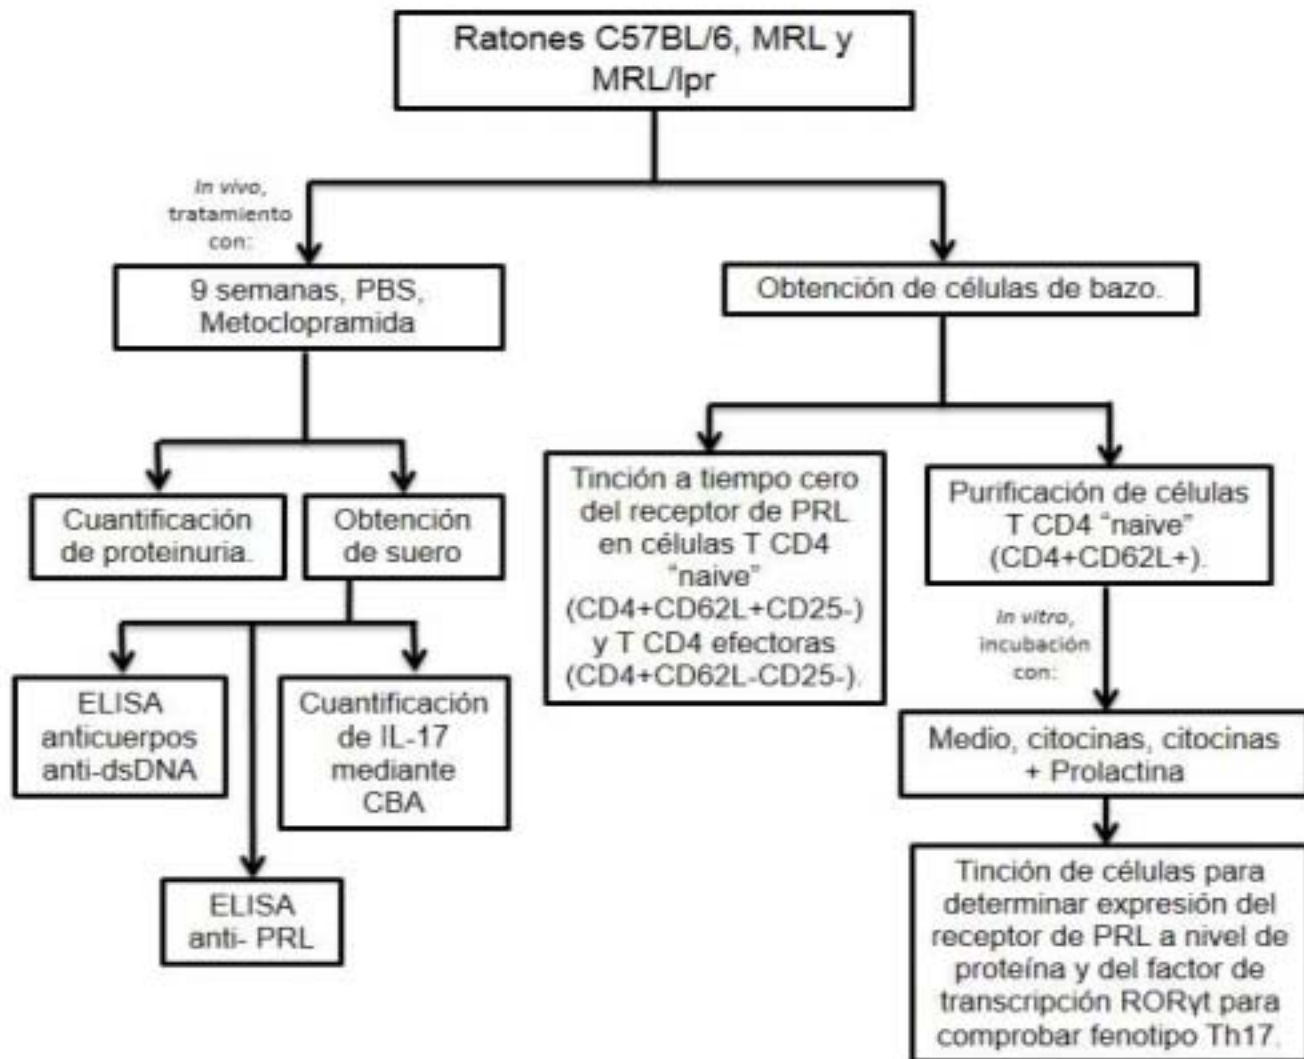 Ratones C57BL/6, MRL y
MRL/lpr
In vivo,
tratamiento
con:
9 semanas, PBS,
Metoclopramida
Obtención de células de bazo.
Cuantificación
de proteinuria.
Obtención
de suero
Tinción a tiempo cero
del receptor de PRL
en células T CD4
“naive”
(CD4+CD62L+CD25-)
y T CD4 efectoras
(CD4+CD62L-CD25-).
Purificación de células
T CD4 “naive”
(CD4+CD62L+).
In vitro,
incubación
con:
ELISA
anticuerpos
anti-dsDNA
Cuantificación
de IL-17
mediante
CBA
ELISA
anti- PRL
Medio, citocinas, citocinas
+ Prolactina
Tinción de células para
determinar expresión del
receptor de PRL a nivel de
proteína y del factor de
transcripción RORγt para
comprobar fenotipo Th17.